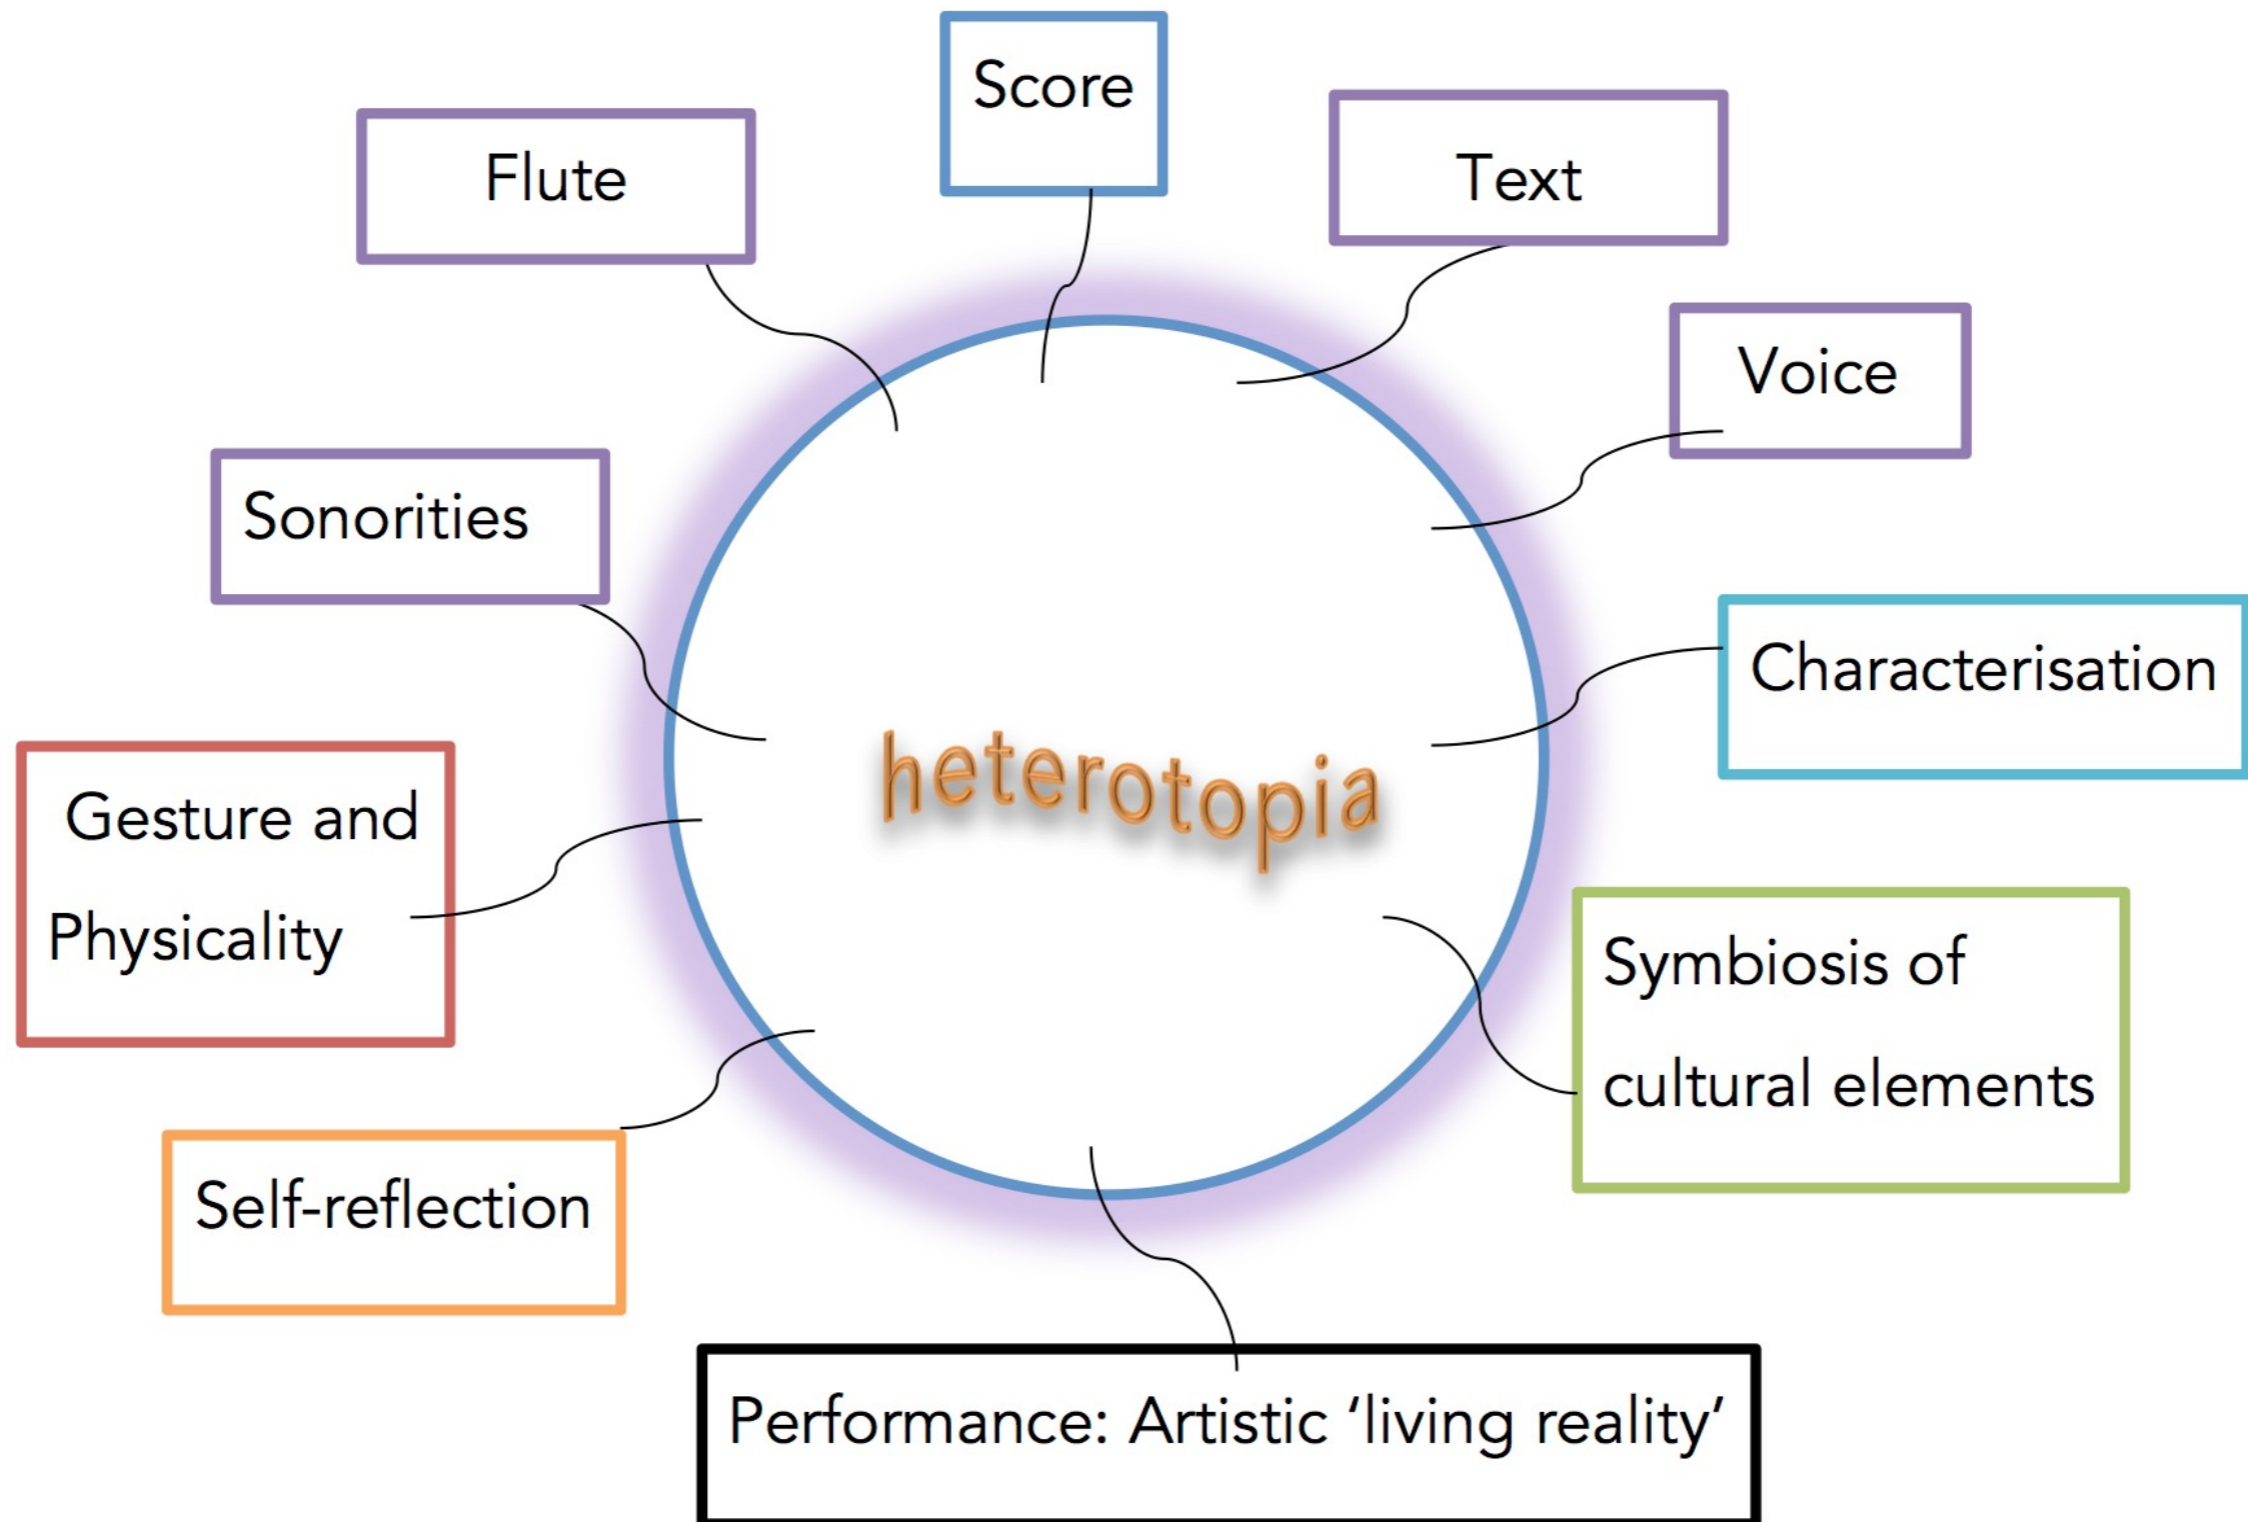 Score
Flute
Text
Voice
Sonorities
Characterisation
heterotopia
Gesture and
Physicality
Symbiosis of
cultural elements
Self-reflection
Performance: Artistic ‘living reality’